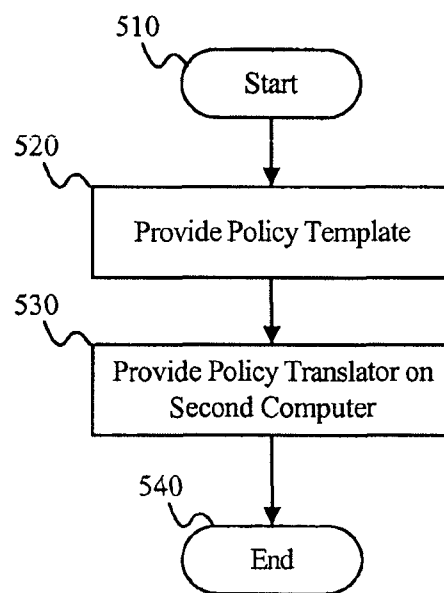 510
Start
520
Provide Policy Template
530
Provide Policy Translator on
Second Computer
540
End